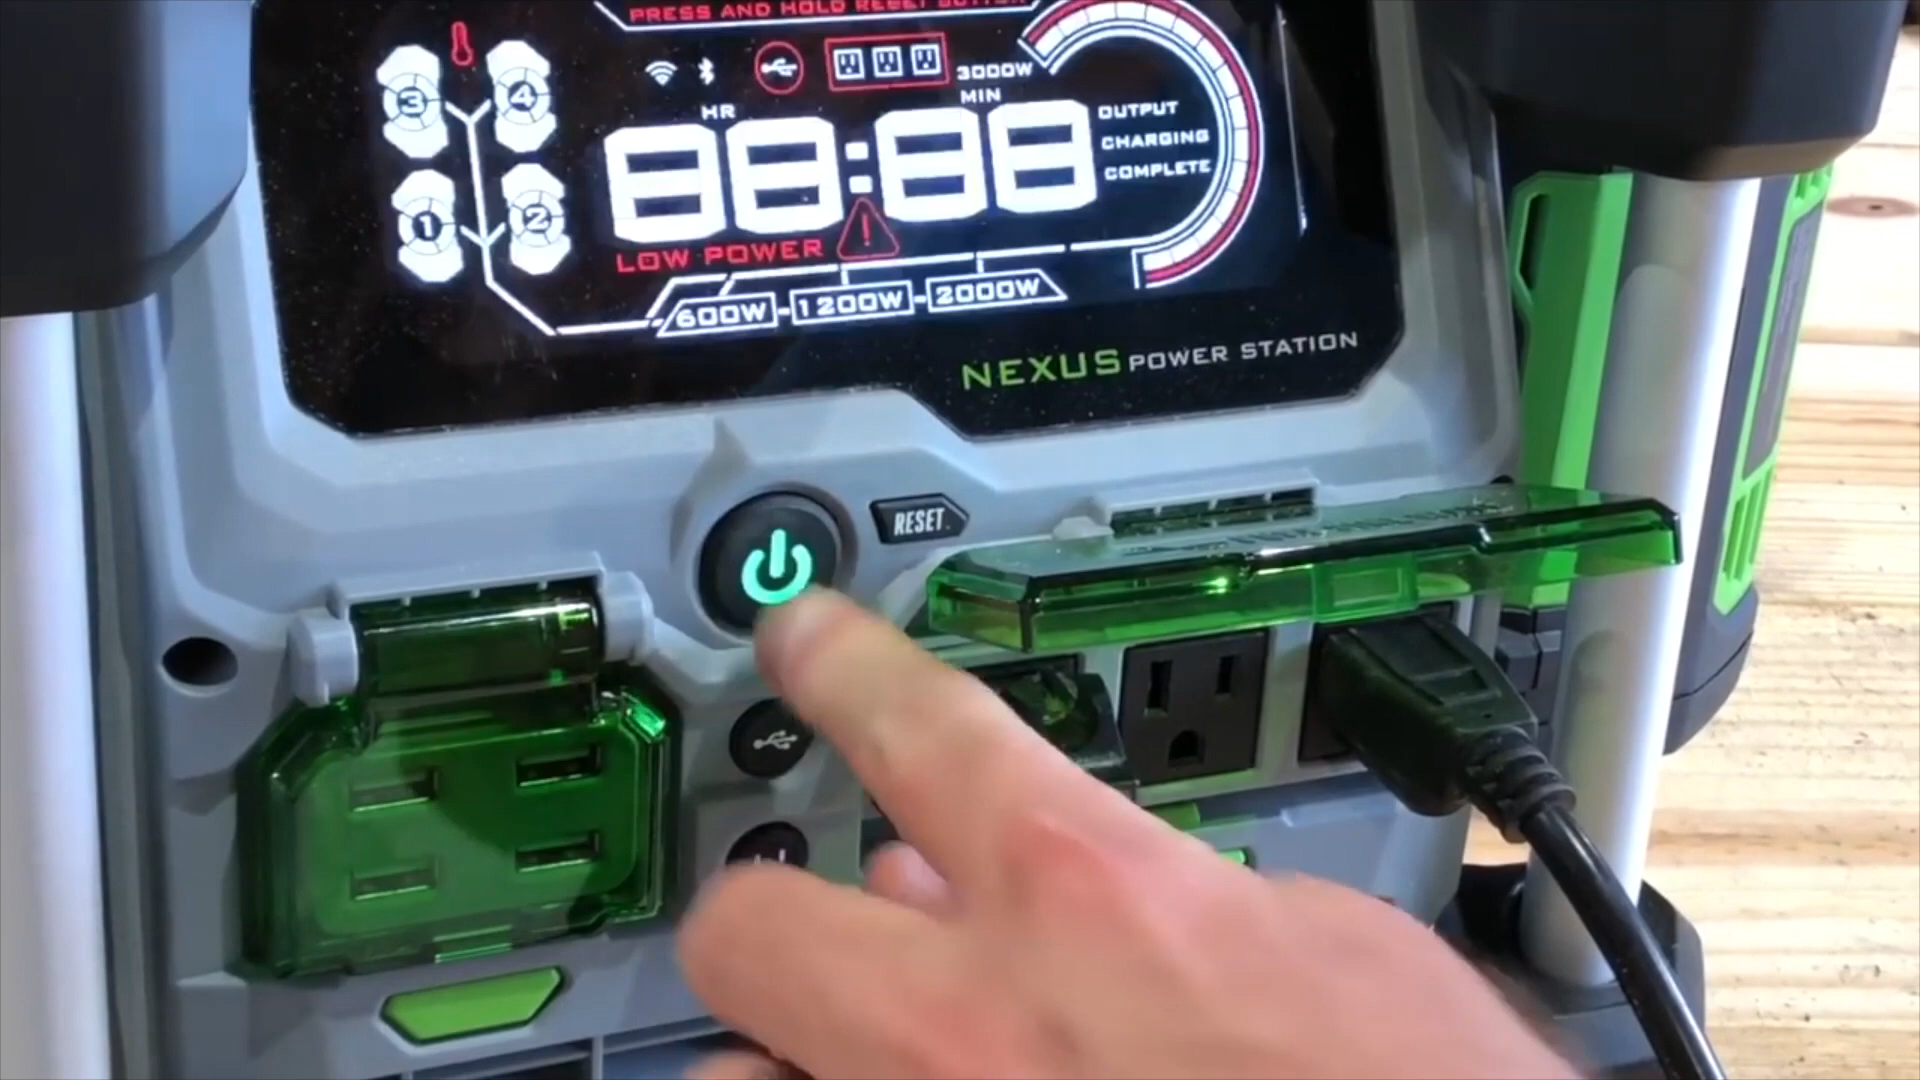 PRESS AND HOLD RESET BUTTON
3 4
3000W
HR MIN
88:88
OUTPUT
CHARGING
COMPLETE
1 2
LOW POWER
600W-1200W-2000W
NEXUS POWER STATION
RESET